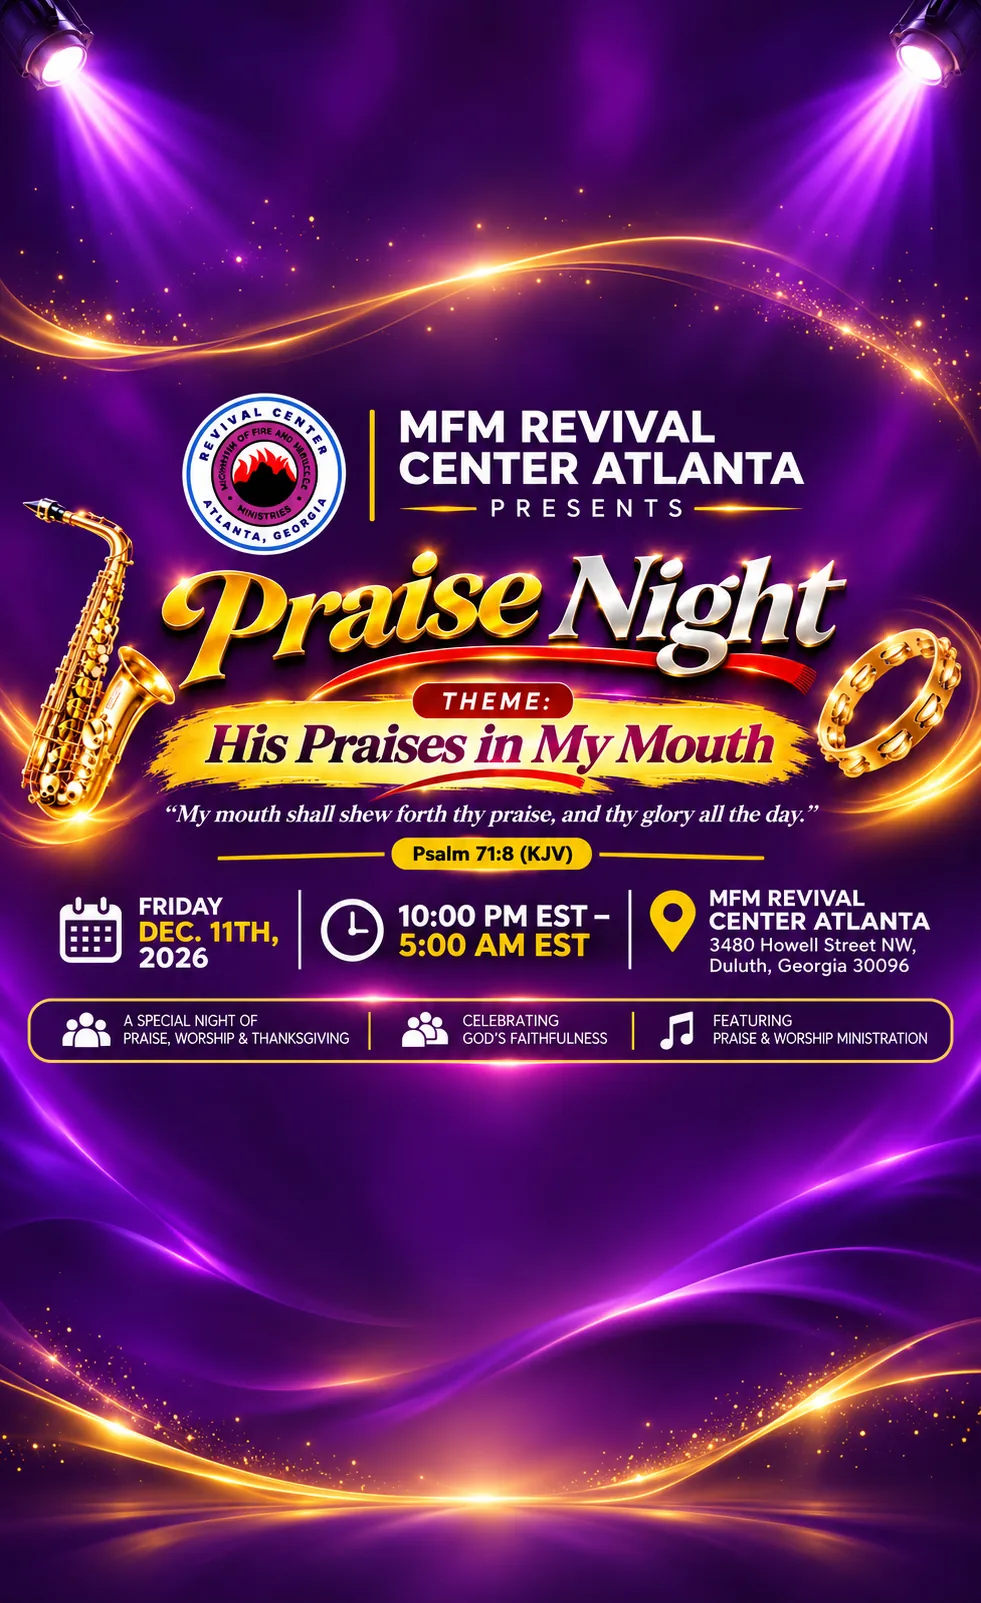 REVIVAL CENTER
MOUNTAIN OF FIRE AND MIRACLES
MINISTRIES
ATLANTA, GEORGIA
MFM REVIVAL
CENTER ATLANTA
PRESENTS
Praise Night
THEME:
His Praises in My Mouth
“My mouth shall shew forth thy praise, and thy glory all the day.”
Psalm 71:8 (KJV)
FRIDAY
DEC. 11TH,
2026
10:00 PM EST –
5:00 AM EST
MFM REVIVAL
CENTER ATLANTA
3480 Howell Street NW,
Duluth, Georgia 30096
A SPECIAL NIGHT OF
PRAISE, WORSHIP & THANKSGIVING
CELEBRATING
GOD'S FAITHFULNESS
FEATURING
PRAISE & WORSHIP MINISTRATION